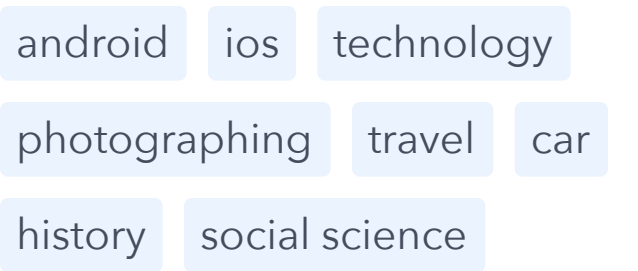 android ios technology
photographing travel car
history social science